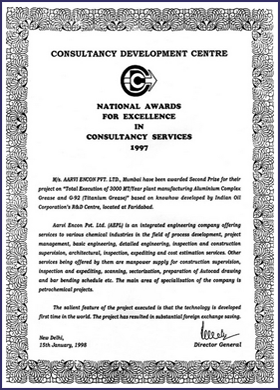 CONSULTANCY DEVELOPMENT CENTRE
NATIONAL AWARDS
FOR EXCELLENCE
IN
CONSULTANCY SERVICES
1997
M/s. AARVI ENCON PVT. LTD., Mumbai have been awarded Second Prize for their
project on "Total Execution of 3000 MT/Year plant manufacturing Aluminium Complex
Grease and G-92 (Titanium Grease)" based on knowhow developed by Indian Oil
Corporation's R&D Centre, located at Faridabad.
Aarvi Encon Pvt. Ltd. (AEPL) is an integrated engineering company offering
services to various chemical industries in the field of process development, project
management, basic engineering, detailed engineering, inspection and construction
supervision, architectural, inspection, expediting and cost estimation services. Other
services being offered by them are manpower supply for construction supervision,
inspection and expediting, scanning, sectorization, preparation of Autocad drawing
and bar bending schedule etc. The main area of specialisation of the company is
petrochemical projects.
The salient feature of the project executed is that the technology is developed
first time in the world. The project has resulted in substantial foreign exchange saving.
New Delhi,
15th January, 1998
Director General